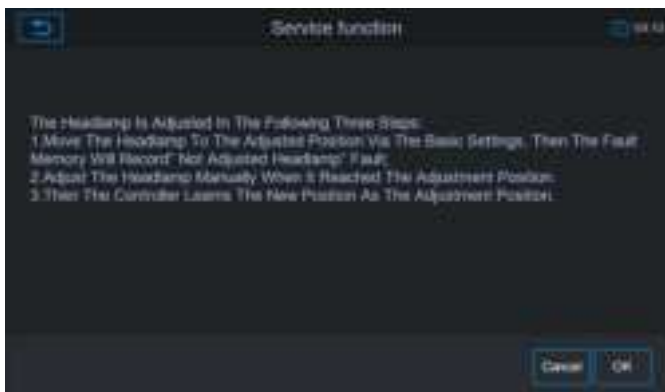 Service function
The Headlamp Is Adjusted In The Following Three Steps:
1.Move The Headlamp To The Adjusted Position Via The Basic Settings. Then The Fault
Memory Will Record" Not Adjusted Headlamp" Fault;
2.Adjust The Headlamp Manually When It Reached The Adjustment Position.
3.Then The Controller Learns The New Position As The Adjustment Position.
Cancel OK